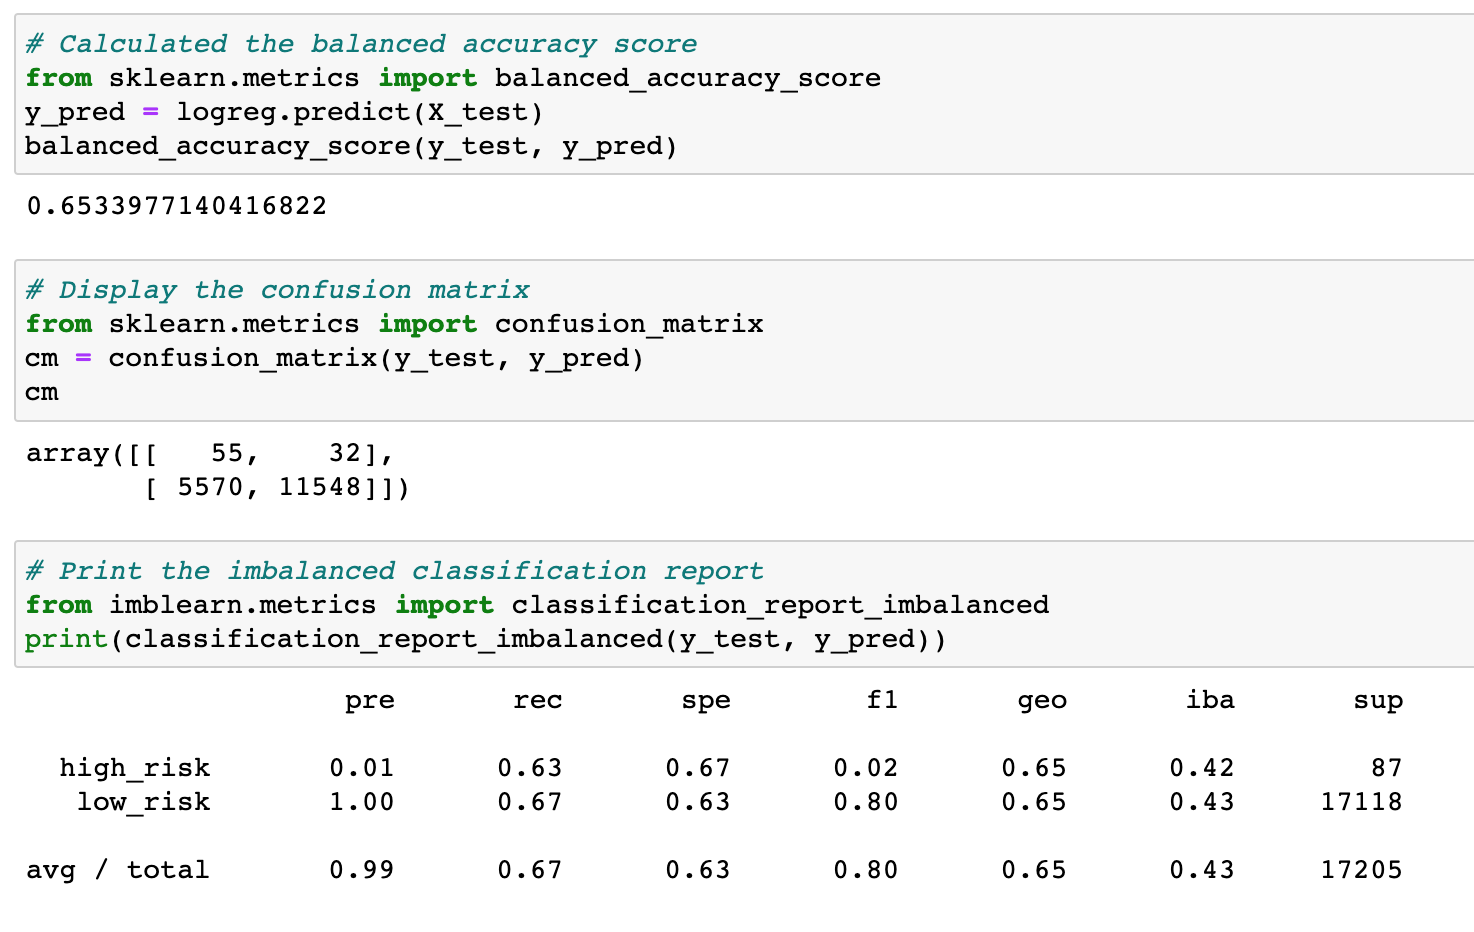 # Calculated the balanced accuracy score
from sklearn.metrics import balanced_accuracy_score
y_pred = logreg.predict(X_test)
balanced_accuracy_score(y_test, y_pred)
0.6533977140416822
# Display the confusion matrix
from sklearn.metrics import confusion_matrix
cm = confusion_matrix(y_test, y_pred)
cm
array([[   55,    32],
       [ 5570, 11548]])
# Print the imbalanced classification report
from imblearn.metrics import classification_report_imbalanced
print(classification_report_imbalanced(y_test, y_pred))
                   pre       rec       spe        f1       geo       iba       sup
  high_risk       0.01      0.63      0.67      0.02      0.65      0.42        87
   low_risk       1.00      0.67      0.63      0.80      0.65      0.43     17118
avg / total       0.99      0.67      0.63      0.80      0.65      0.43     17205